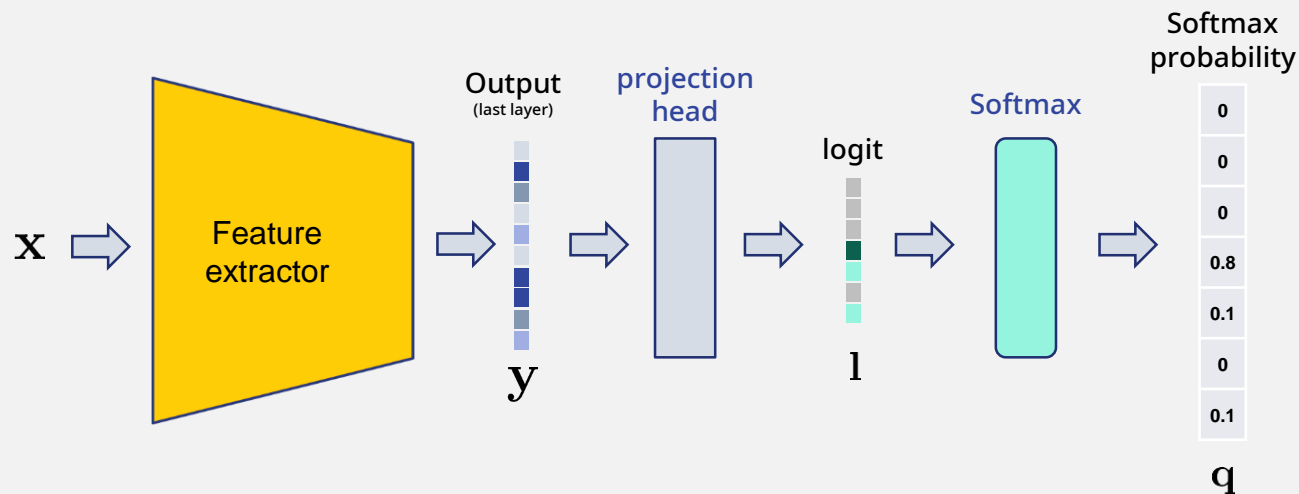 x
Feature
extractor
Output
(last layer)
y
projection
head
logit
l
Softmax
Softmax
probability
0
0
0
0.8
0.1
0
0.1
q